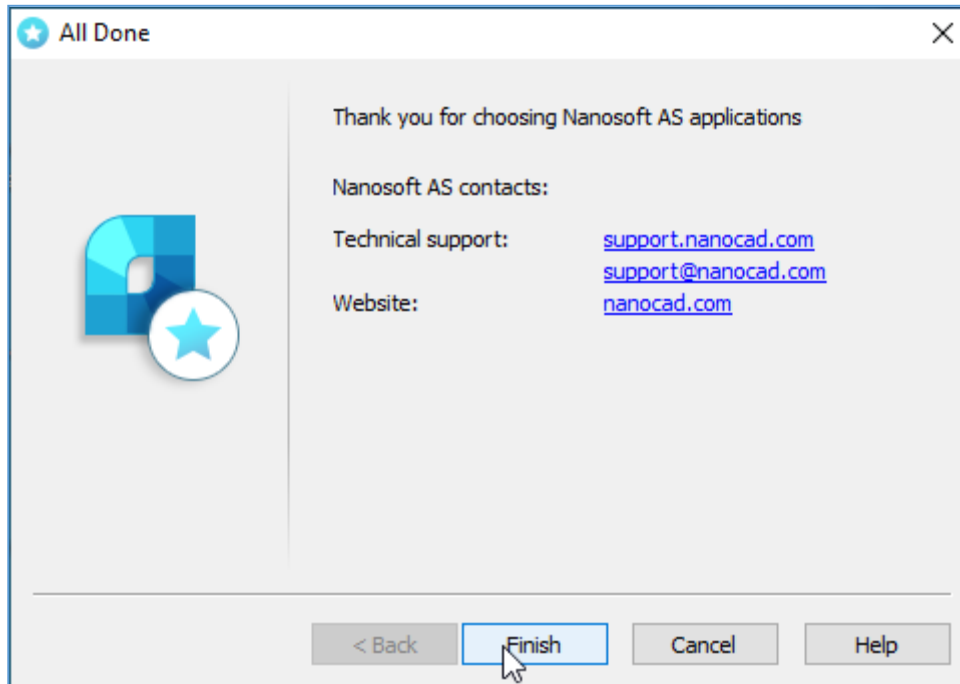 All Done
Thank you for choosing Nanosoft AS applications
Nanosoft AS contacts:
Technical support: support.nanocad.com
support@nanocad.com
Website: nanocad.com
< Back Finish Cancel Help